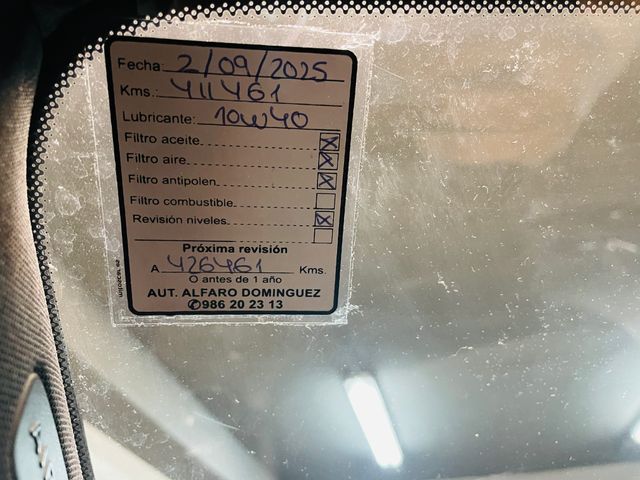 Fecha: 2/09/2025
Kms.: 411461
Lubricante: 10w40
Filtro aceite
Filtro aire
Filtro antipolen
Filtro combustible
Revisión niveles
Próxima revisión
A 426461 Kms.
O antes de 1 año
AUT. ALFARO DOMINGUEZ
✆986 20 23 13